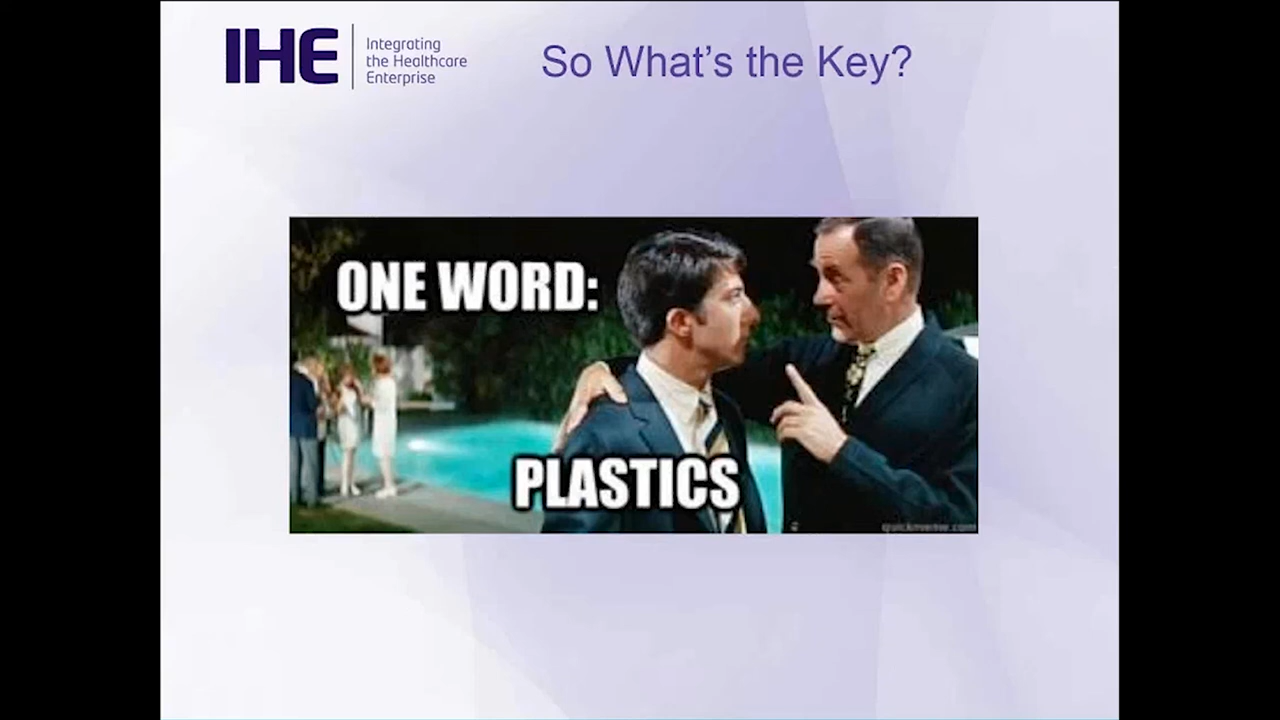 IHE
Integrating
the Healthcare
Enterprise
So What's the Key?
ONE WORD:
PLASTICS
quickmeme.com